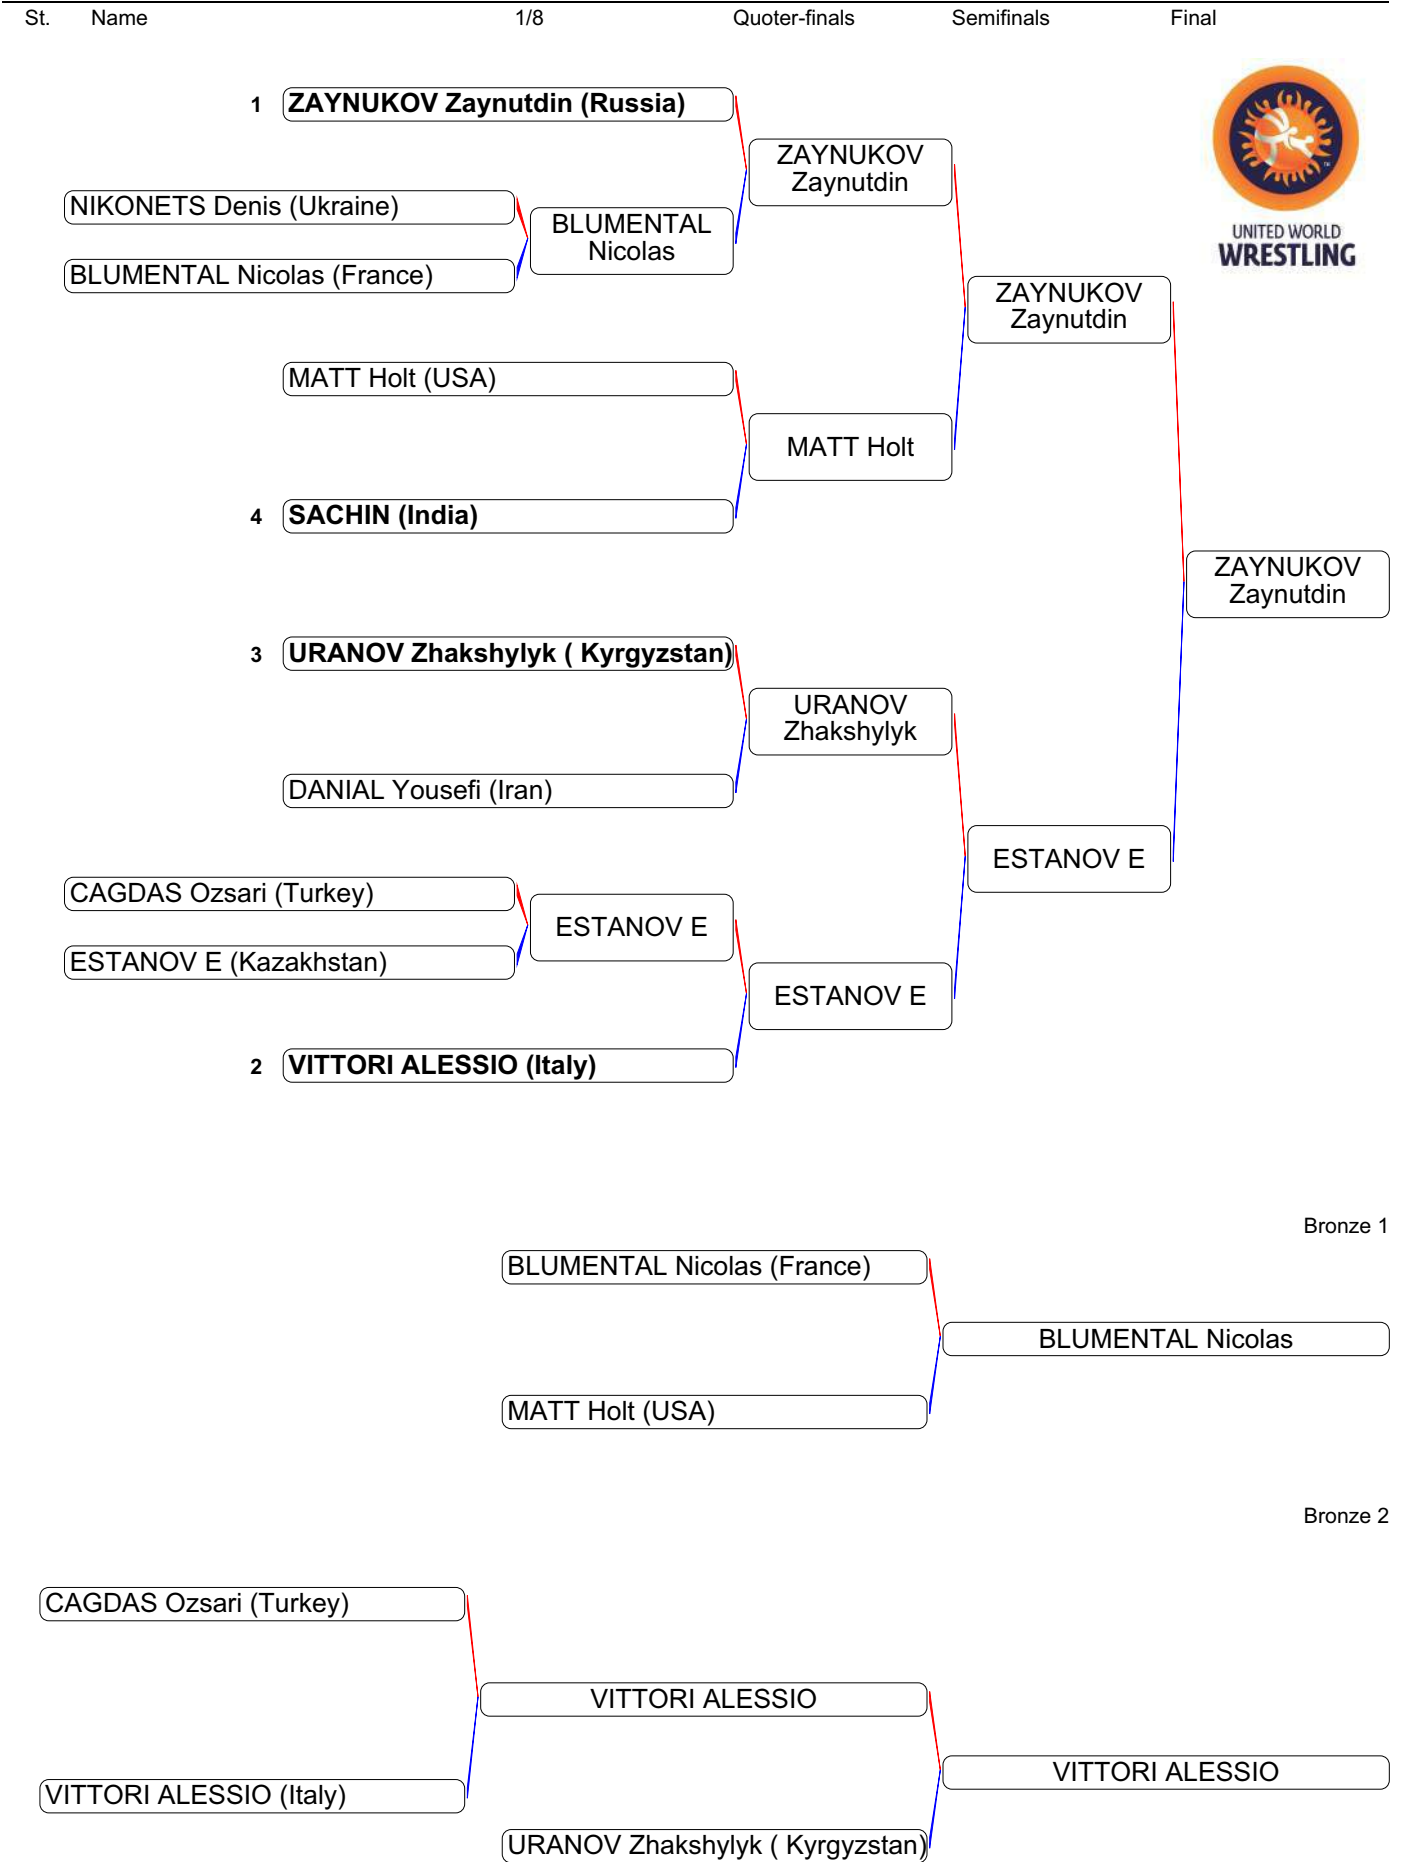 St. Name 1/8 Quoter-finals Semifinals Final
1 ZAYNUKOV Zaynutdin (Russia)
ZAYNUKOV
Zaynutdin
NIKONETS Denis (Ukraine)
BLUMENTAL
Nicolas
BLUMENTAL Nicolas (France)
UNITED WORLD
WRESTLING
ZAYNUKOV
Zaynutdin
MATT Holt (USA)
MATT Holt
4 SACHIN (India)
ZAYNUKOV
Zaynutdin
3 URANOV Zhakshylyk ( Kyrgyzstan)
URANOV
Zhakshylyk
DANIAL Yousefi (Iran)
ESTANOV E
CAGDAS Ozsari (Turkey)
ESTANOV E
ESTANOV E (Kazakhstan)
ESTANOV E
2 VITTORI ALESSIO (Italy)
Bronze 1
BLUMENTAL Nicolas (France)
BLUMENTAL Nicolas
MATT Holt (USA)
Bronze 2
CAGDAS Ozsari (Turkey)
VITTORI ALESSIO
VITTORI ALESSIO
VITTORI ALESSIO (Italy)
URANOV Zhakshylyk ( Kyrgyzstan)